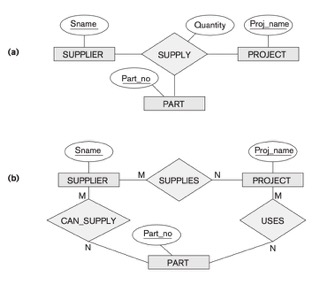 Sname
Quantity
Proj_name
(a)
SUPPLIER
SUPPLY
PROJECT
Part_no
PART
Sname
Proj_name
(b)
SUPPLIER
M
SUPPLIES
N
PROJECT
M
M
CAN_SUPPLY
USES
Part_no
N
N
PART